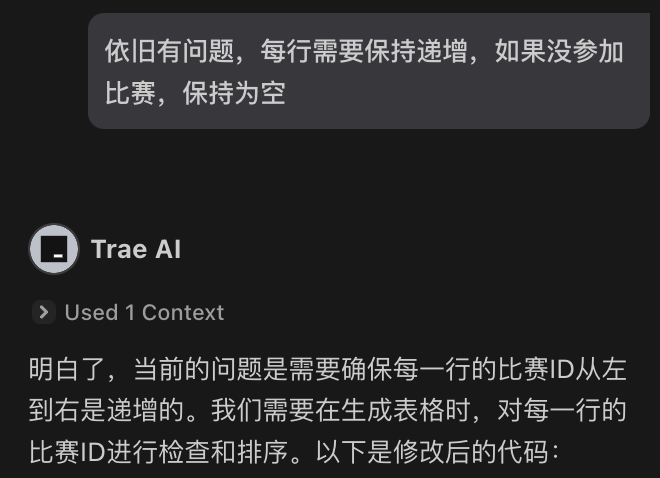 依旧有问题，每行需要保持递增，如果没参加
比赛，保持为空
Trae AI
Used 1 Context
明白了，当前的问题是需要确保每一行的比赛ID从左
到右是递增的。我们需要在生成表格时，对每一行的
比赛ID进行检查和排序。以下是修改后的代码：